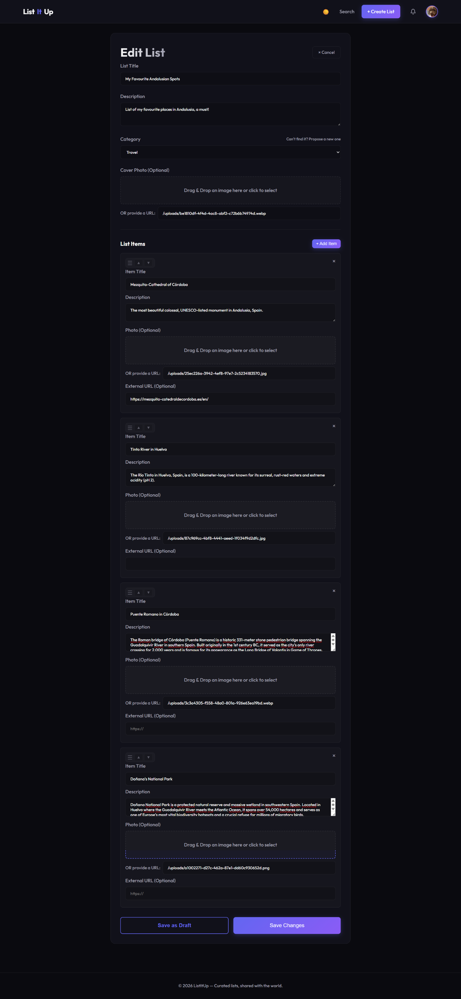 List It Up
Search
+ Create List
Edit List
× Cancel
List Title
My Favourite Andalusian Spots
Description
List of my favourite places in Andalusia, a must!
Category
Can't find it? Propose a new one
Travel
Cover Photo (Optional)
Drag & Drop an image here or click to select
OR provide a URL:
/uploads/be1810df-4f4d-4ac8-abf2-c72b6b74974d.webp
List Items
+ Add Item
×
Item Title
Mezquita-Cathedral of Córdoba
Description
The most beautiful colossal, UNESCO-listed monument in Andalusia, Spain.
Photo (Optional)
Drag & Drop an image here or click to select
OR provide a URL:
/uploads/25ec226a-3942-4ef8-97e7-2c5234183570.jpg
External URL (Optional)
https://mezquita-catedraldecordoba.es/en/
×
Item Title
Tinto River in Huelva
Description
The Río Tinto in Huelva, Spain, is a 100-kilometer-long river known for its surreal, rust-red waters and extreme
acidity (pH 2).
Photo (Optional)
Drag & Drop an image here or click to select
OR provide a URL:
/uploads/87c969cc-4bf8-4441-aeed-1f034f9d2dfc.jpg
External URL (Optional)
×
Item Title
Puente Romano in Córdoba
Description
The Roman bridge of Córdoba (Puente Romano) is a historic 331-meter stone pedestrian bridge spanning the
Guadalquivir River in southern Spain. Built originally in the 1st century BC, it served as the city's only river
crossing for 2,000 years and is famous for its appearance as the Long Bridge of Volantis in Game of Thrones.
Photo (Optional)
Drag & Drop an image here or click to select
OR provide a URL:
/uploads/3c3a4305-f558-48a0-801a-926e63ea19bd.webp
External URL (Optional)
https://
×
Item Title
Doñana's National Park
Description
Doñana National Park is a protected natural reserve and massive wetland in southwestern Spain. Located in
Huelva where the Guadalquivir River meets the Atlantic Ocean, it spans over 54,000 hectares and serves as
one of Europe's most vital biodiversity hotspots and a crucial refuge for millions of migratory birds.
Photo (Optional)
Drag & Drop an image here or click to select
OR provide a URL:
/uploads/a1002271-d27c-462a-87e1-dd60c930652d.png
External URL (Optional)
https://
Save as Draft
Save Changes
© 2026 ListItUp — Curated lists, shared with the world.